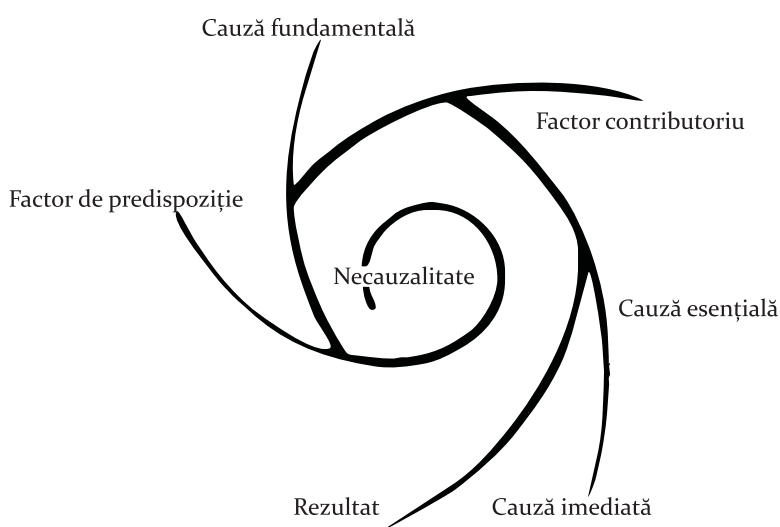 Cauză fundamentală
Factor contributoriu
Factor de predispoziție
Necauzalitate
Cauză esențială
Rezultat
Cauză imediată